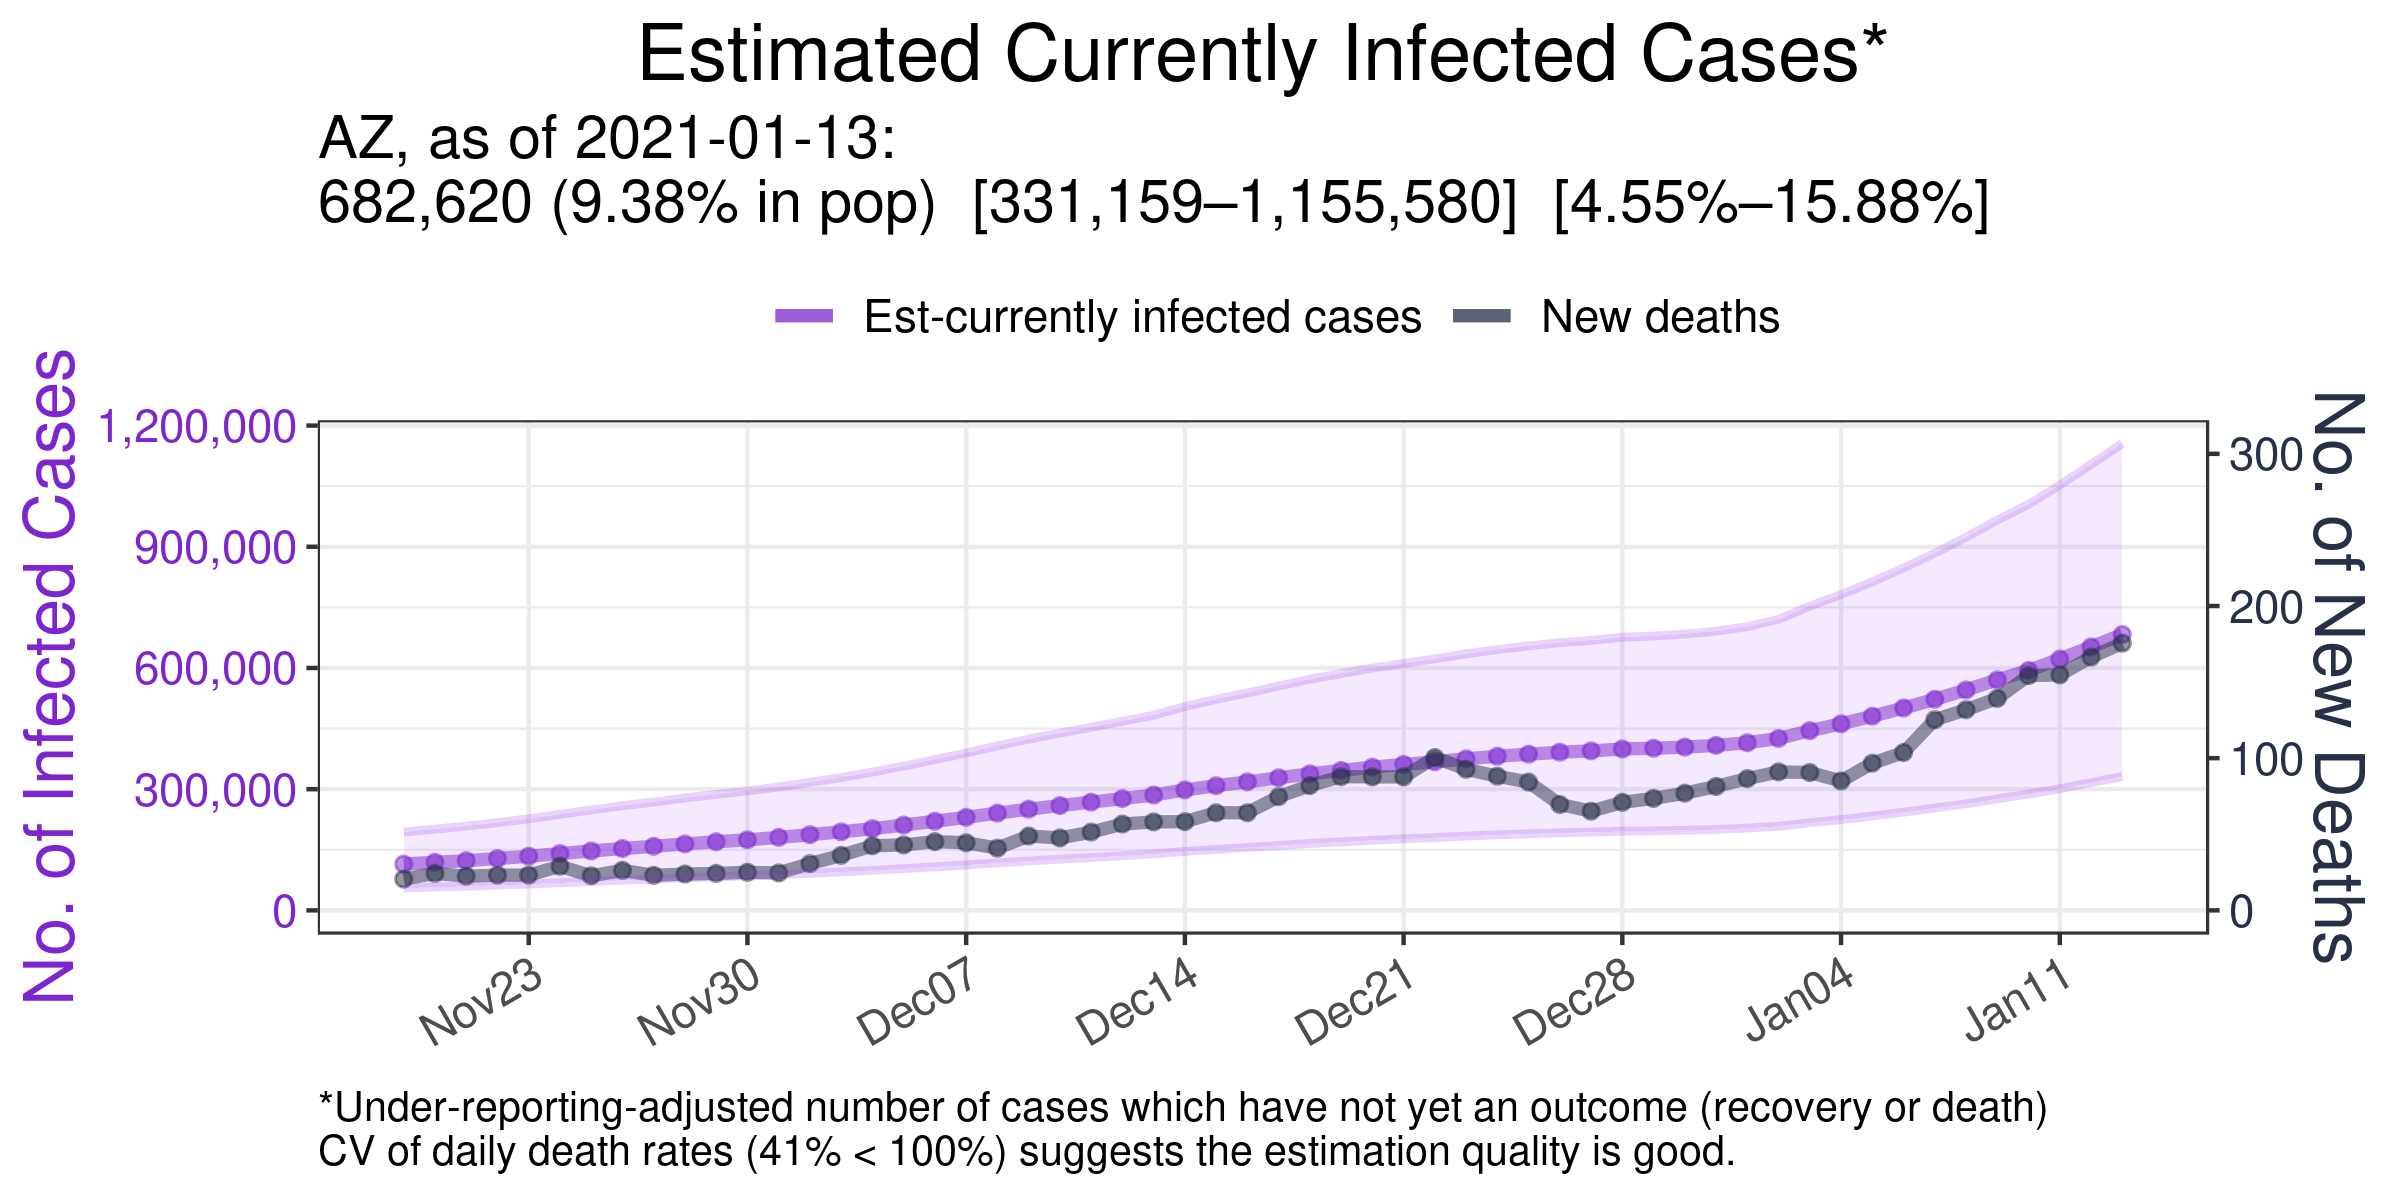 Estimated Currently Infected Cases*
AZ, as of 2021-01-13:
682,620 (9.38% in pop) [331,159–1,155,580] [4.55%–15.88%]
Est-currently infected cases
New deaths
No. of Infected Cases
1,200,000
900,000
600,000
300,000
0
300
200
100
0
No. of New Deaths
Nov23
Nov30
Dec07
Dec14
Dec21
Dec28
Jan04
Jan11
*Under-reporting-adjusted number of cases which have not yet an outcome (recovery or death)
CV of daily death rates (41% < 100%) suggests the estimation quality is good.